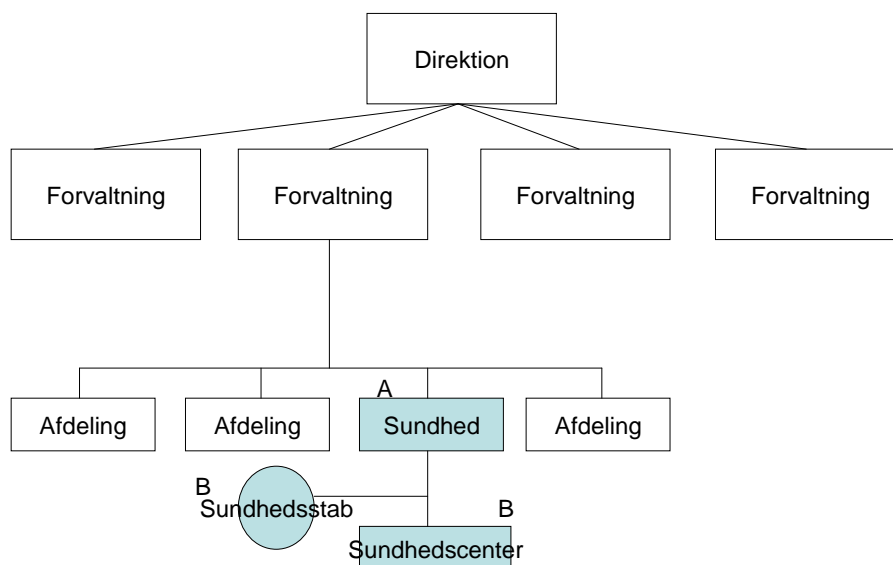 Direktion
Forvaltning Forvaltning Forvaltning Forvaltning
A
Afdeling Afdeling Sundhed Afdeling
B
Sundhedsstab
B
Sundhedscenter